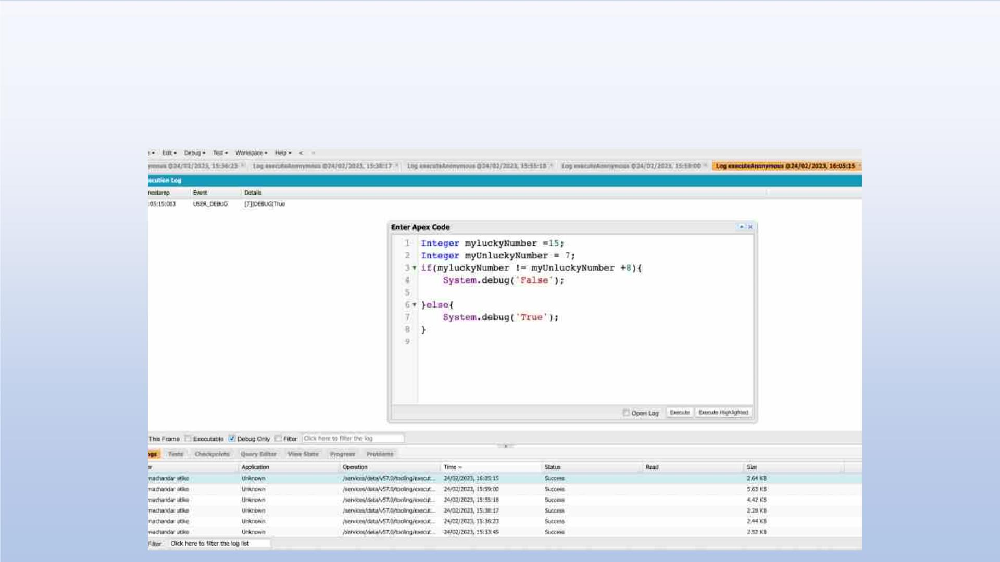 Edit Debug Test Workspace Help <
@24/02/2023, 15:36:23 Log executeAnonymous @24/02/2023, 15:38:17 Log executeAnonymous @24/02/2023, 15:55:18 Log executeAnonymous @24/02/2023, 15:59:00 Log executeAnonymous @24/02/2023, 16:05:15
ecution Log
mestamp Event Details
:05:15:003 USER_DEBUG [7]|DEBUG|True
Enter Apex Code
1 Integer myluckyNumber =15;
2 Integer myUnluckyNumber = 7;
3 if(myluckyNumber != myUnluckyNumber +8){
4 System.debug('False');
5
6 }else{
7 System.debug('True');
8 }
9
Open Log Execute Execute Highlighted
This Frame Executable Debug Only Filter Click here to filter the log
ogs Tests Checkpoints Query Editor View State Progress Problems
er Application Operation Time Status Read Size
machandar atike Unknown /services/data/v57.0/tooling/execut... 24/02/2023, 16:05:15 Success 2.64 KB
machandar atike Unknown /services/data/v57.0/tooling/execut... 24/02/2023, 15:59:00 Success 5.63 KB
machandar atike Unknown /services/data/v57.0/tooling/execut... 24/02/2023, 15:55:18 Success 4.42 KB
machandar atike Unknown /services/data/v57.0/tooling/execut... 24/02/2023, 15:38:17 Success 2.28 KB
machandar atike Unknown /services/data/v57.0/tooling/execut... 24/02/2023, 15:36:23 Success 2.44 KB
machandar atike Unknown /services/data/v57.0/tooling/execut... 24/02/2023, 15:33:45 Success 2.52 KB
Filter Click here to filter the log list